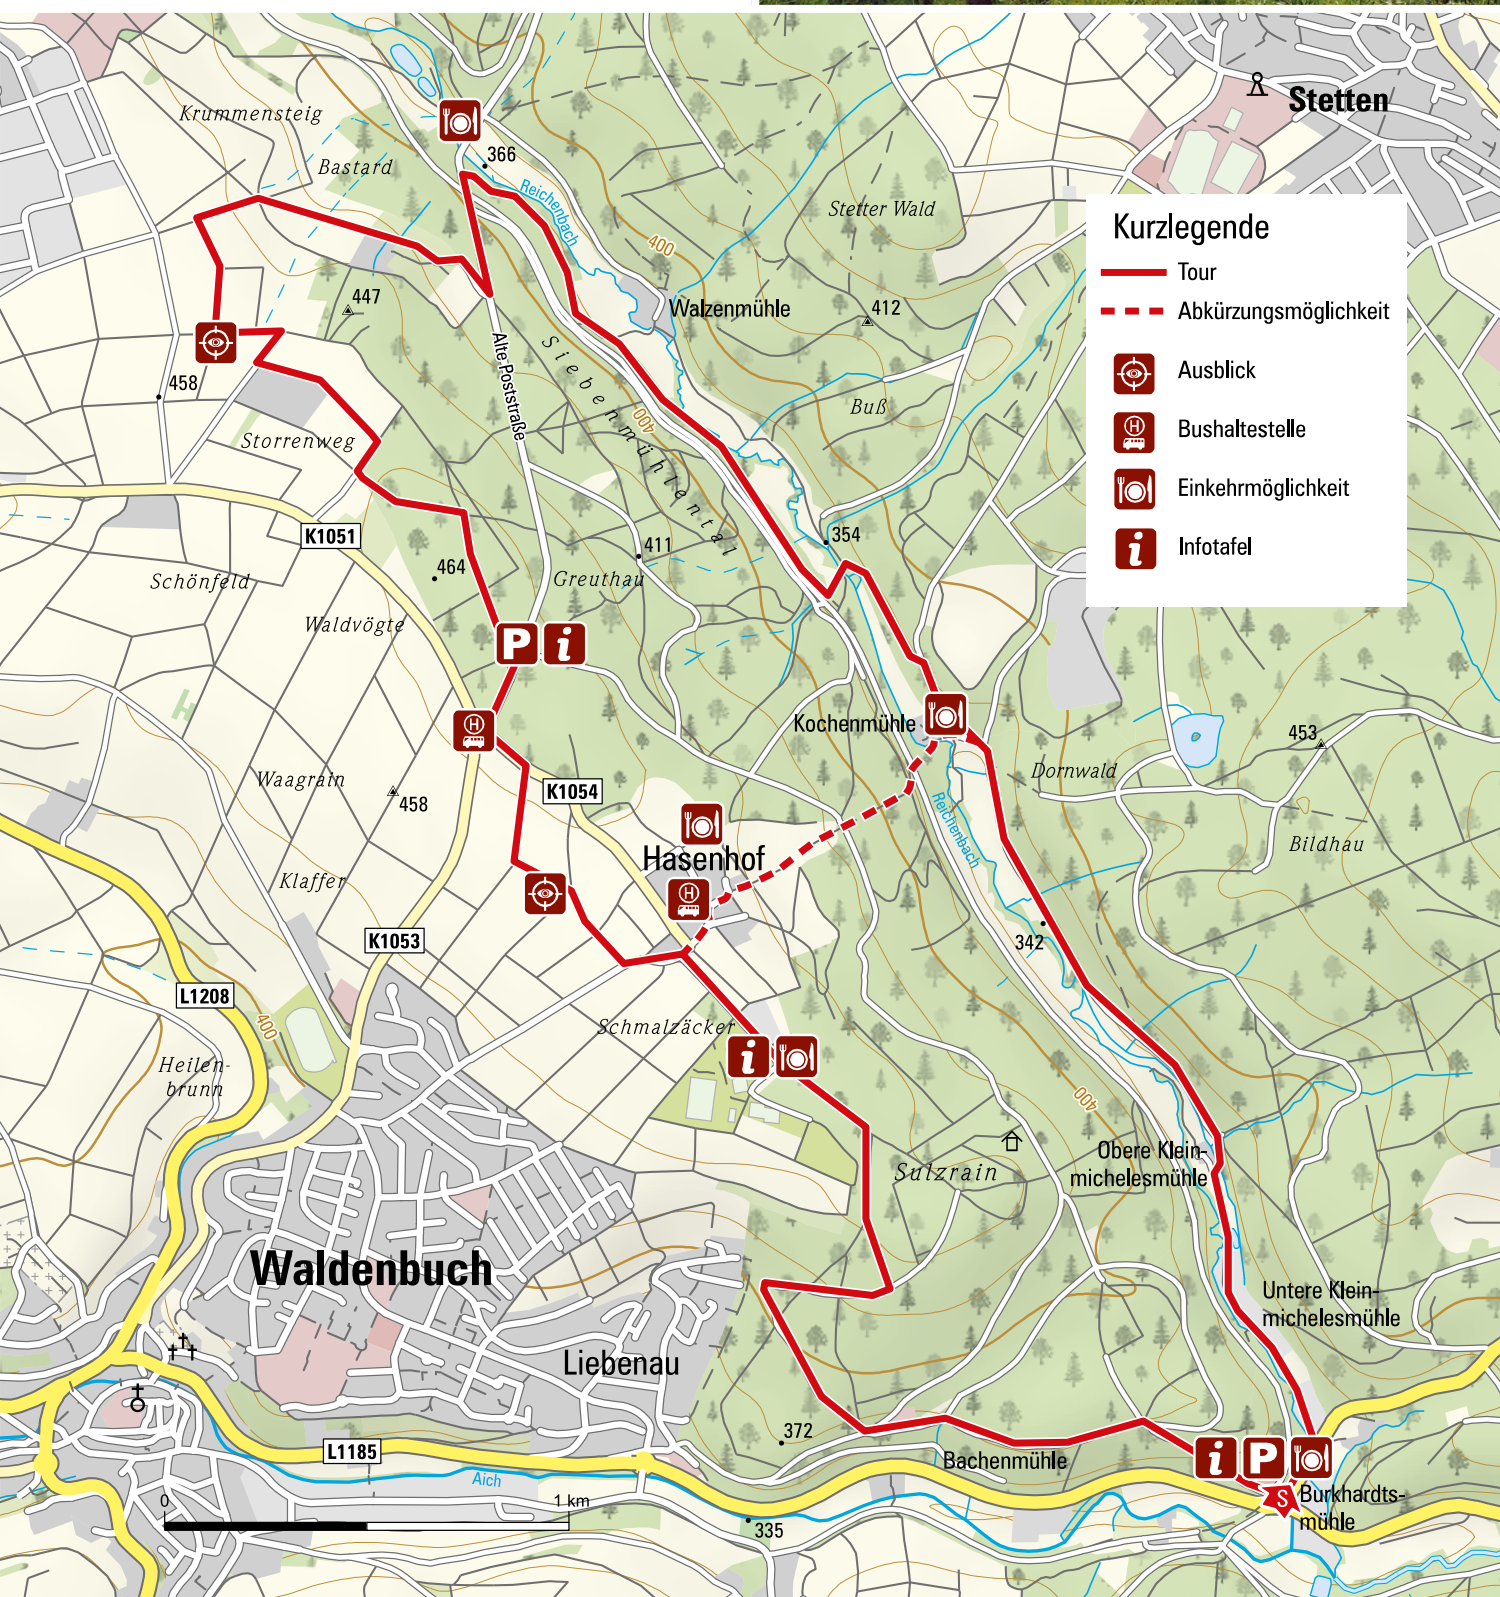 Stetten
Krummensteig
Bastard
366
Reichenbach
Stetter Wald
400
Kurzlegende
Tour
Abkürzungsmöglichkeit
Ausblick
Bushaltestelle
Einkehrmöglichkeit
Infotafel
447
Walzenmühle
412
Alte Poststraße
Siebenmühlental
400
458
Buß
Storrenweg
K1051
354
411
464
Greuthau
Schönfeld
Waldvögte
P
i
H
Kochenmühle
453
Dornwald
Waagrain
458
K1054
Reichenbach
Hasenhof
Bildhau
Klaffer
H
K1053
342
L1208
400
Schmalzäcker
i
Heilen-
brunn
400
Obere Klein-
michelesmühle
Sulzrain
Waldenbuch
Untere Klein-
michelesmühle
Liebenau
372
L1185
Bachenmühle
i
P
Aich
S
Burkhardts-
mühle
0
1 km
335